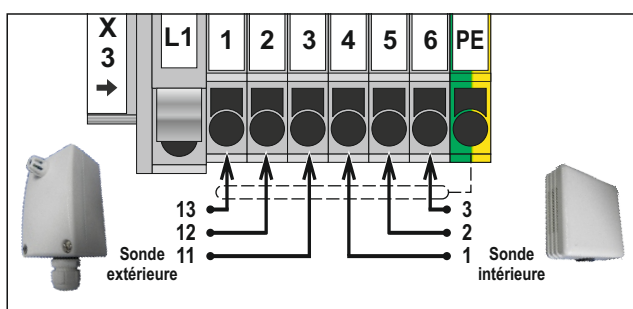 X
3
→
L1 1 2 3 4 5 6 PE
13
12
11
Sonde
extérieure
3
2
1
Sonde
intérieure